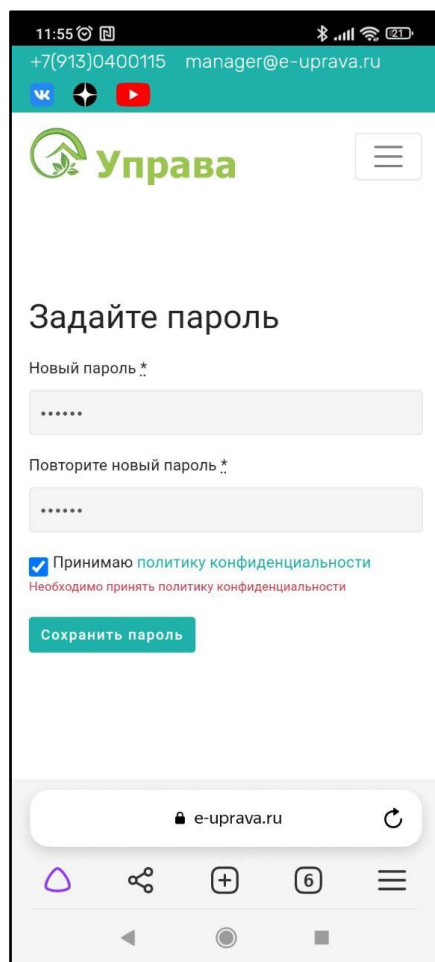 11:55
21
+7(913)0400115 manager@e-uprava.ru
Управа
Задайте пароль
Новый пароль *
••••••
Повторите новый пароль *
••••••
Принимаю политику конфиденциальности
Необходимо принять политику конфиденциальности
Сохранить пароль
e-uprava.ru
6